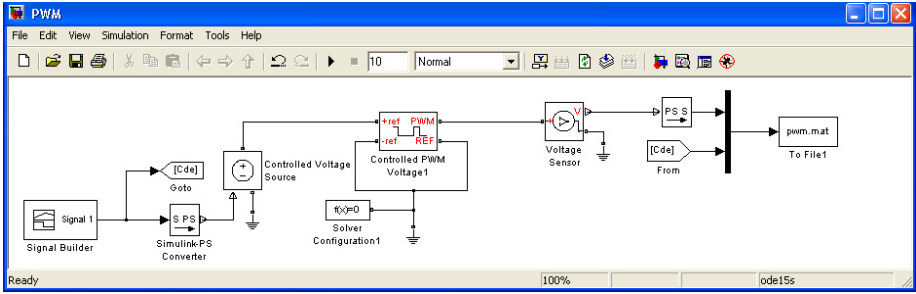 PWM
File Edit View Simulation Format Tools Help
10 Normal
+ref PWM
-ref REF
Controlled PWM
Voltage1
V
+
Voltage
Sensor
PS S
pwm.mat
To File1
[Cde]
From
[Cde]
Goto
+
-
Controlled Voltage
Source
Signal 1
Signal Builder
S PS
Simulink-PS
Converter
f(x)=0
Solver
Configuration1
Ready 100% ode15s